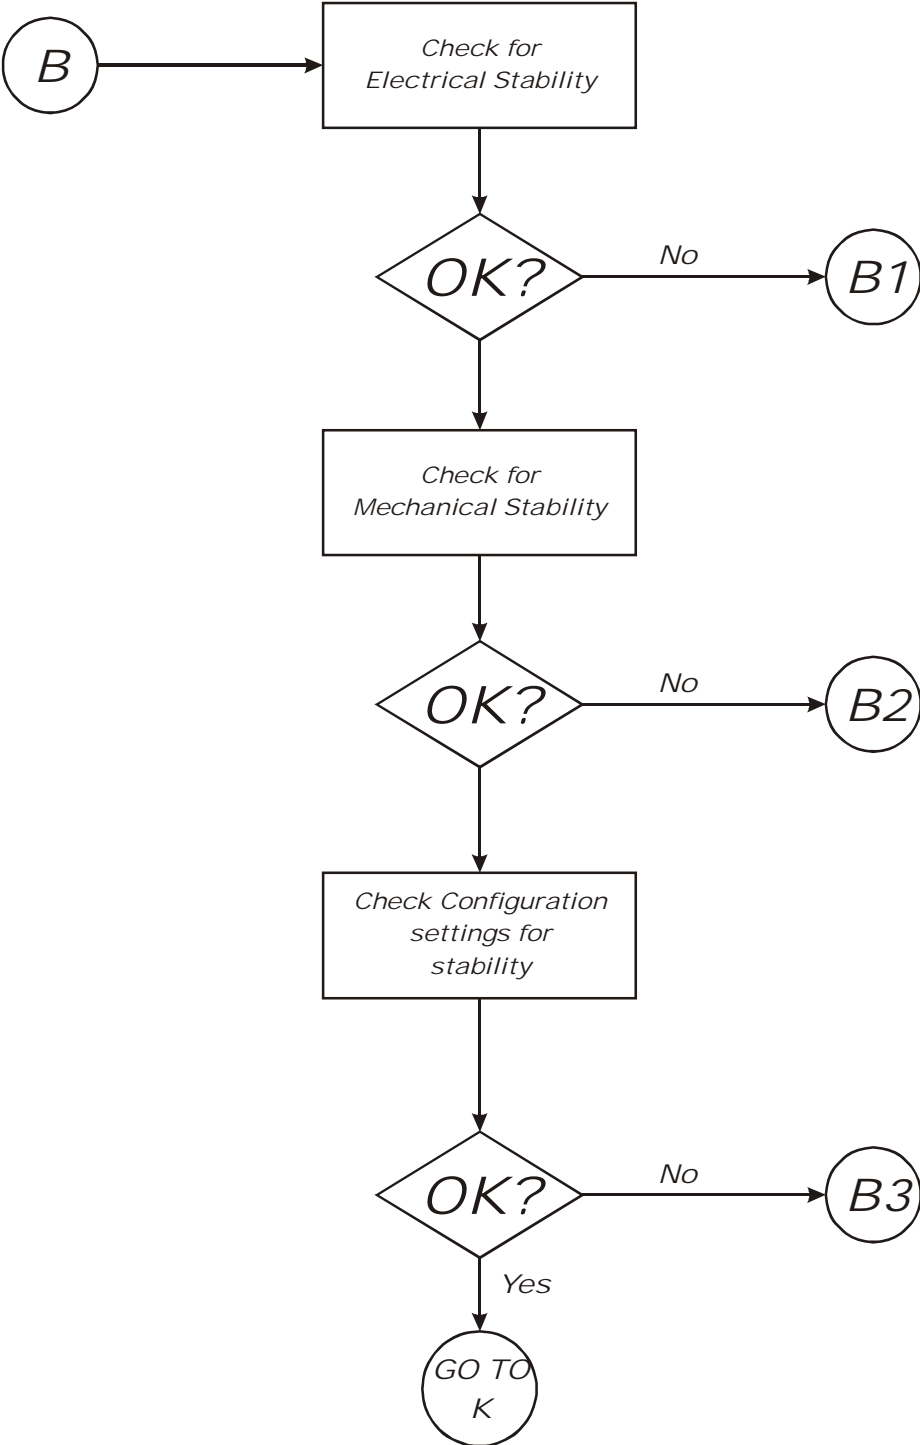 B
Check for
Electrical Stability
OK?
No
B1
Check for
Mechanical Stability
OK?
No
B2
Check Configuration
settings for
stability
OK?
No
B3
Yes
GO TO
K